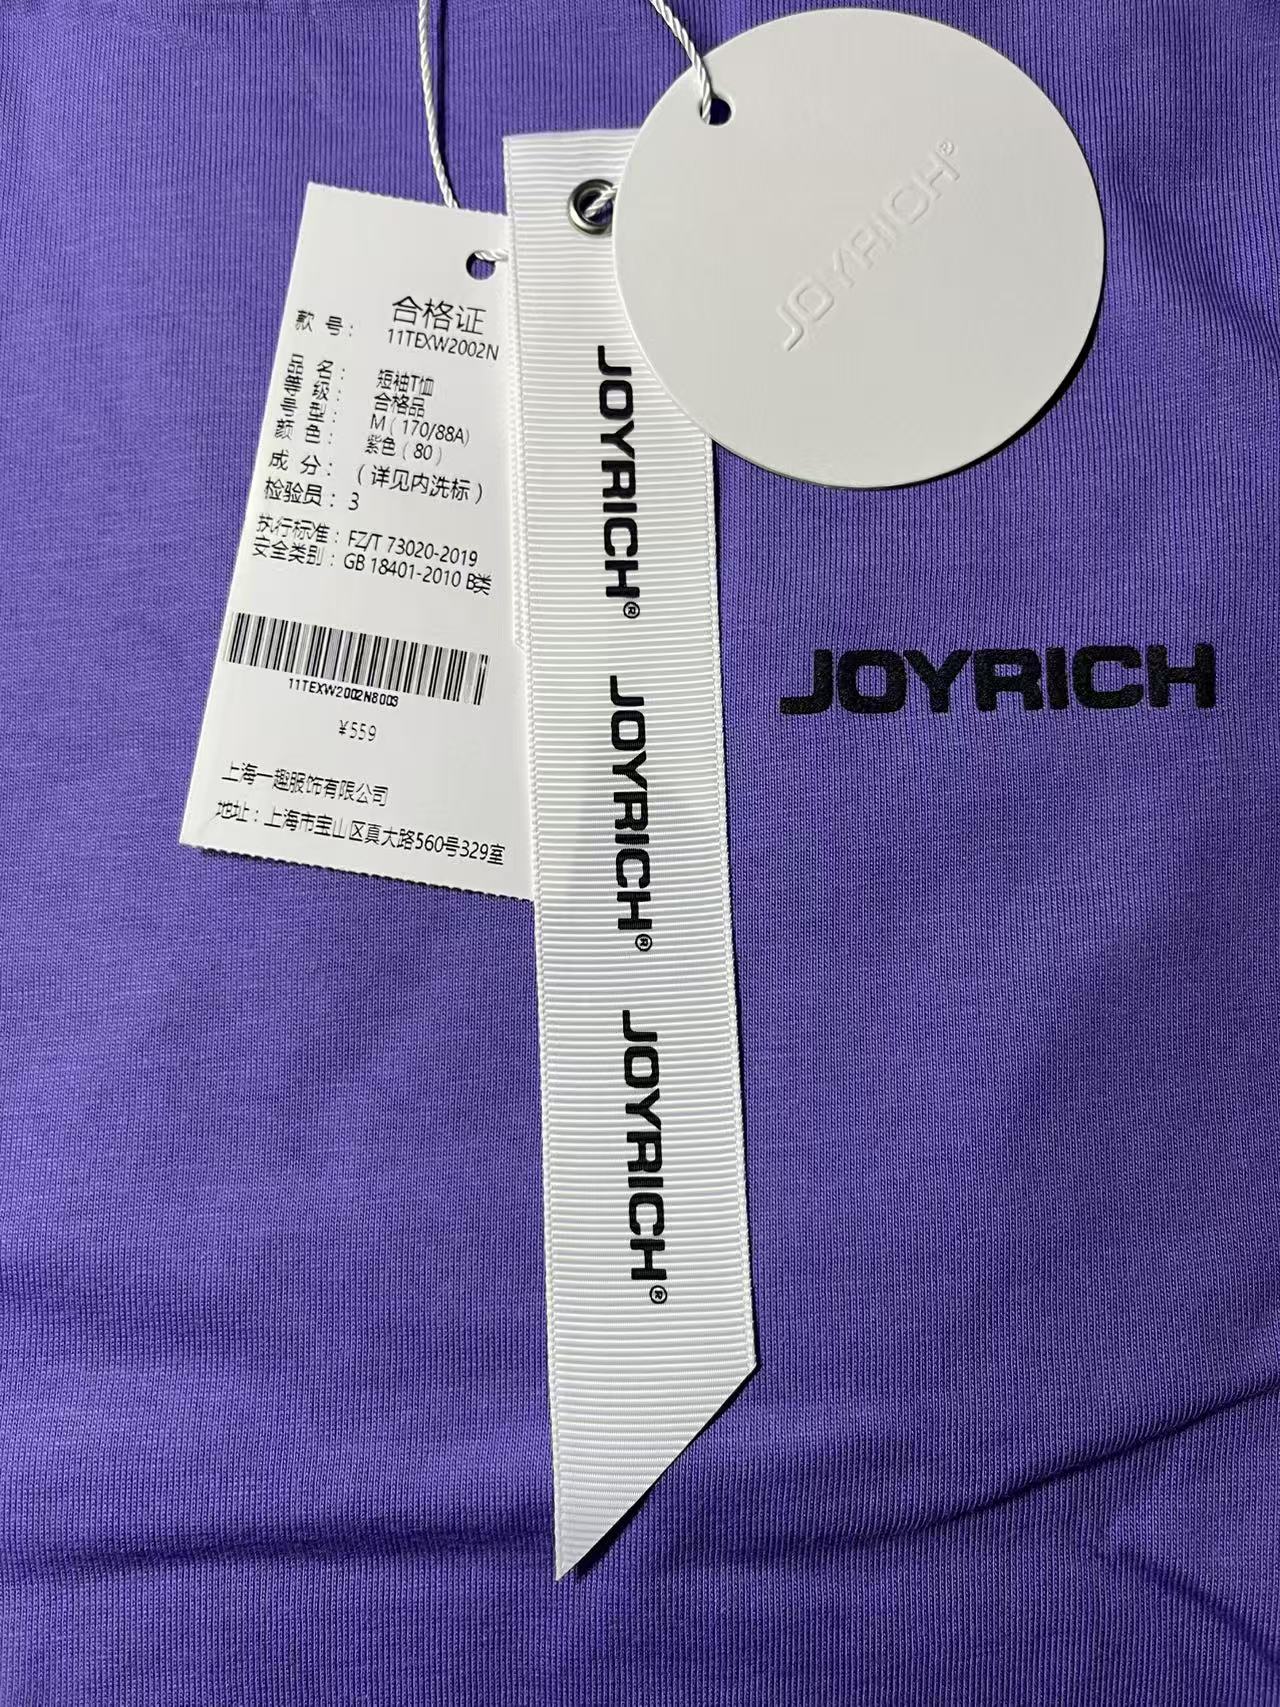 合格证
款 号： 11TEXW2002N
品 名： 短袖T恤
等 级： 合格品
号 型： M（170/88A）
颜 色： 紫色（80）
成 分： （详见内洗标）
检验员： 3
执行标准： FZ/T 73020-2019
安全类别： GB 18401-2010 B类
11TEXW2002N8003
¥559
上海一趣服饰有限公司
地址：上海市宝山区真大路560号329室
JOYRICH®
JOYRICH®
JOYRICH®
JOYRICH®
JOYRICH